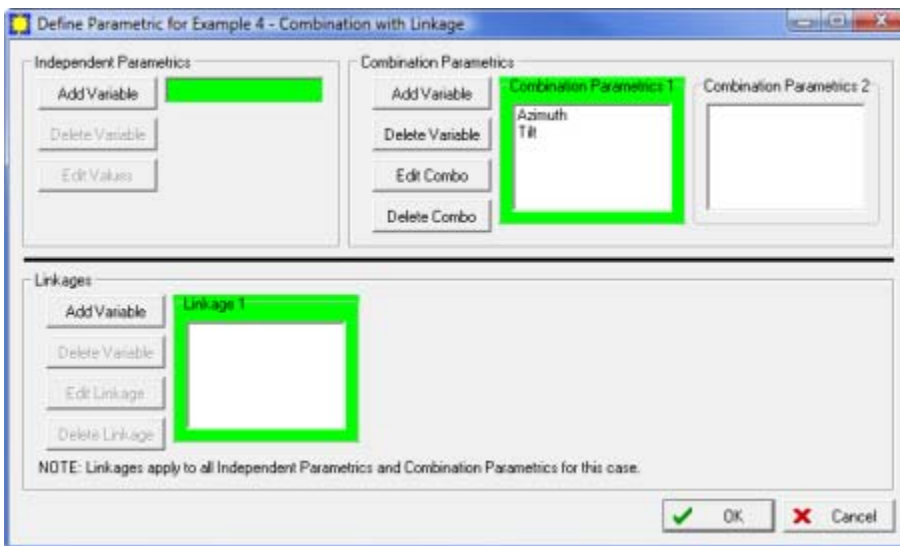 Define Parametric for Example 4 - Combination with Linkage
Independent Parametrics
Add Variable
Delete Variable
Edit Values
Combination Parametrics
Add Variable
Delete Variable
Edit Combo
Delete Combo
Combination Parametrics 1
Azimuth
Tilt
Combination Parametrics 2
Linkages
Add Variable
Delete Variable
Edit Linkage
Delete Linkage
Linkage 1
NOTE: Linkages apply to all Independent Parametrics and Combination Parametrics for this case.
OK
Cancel